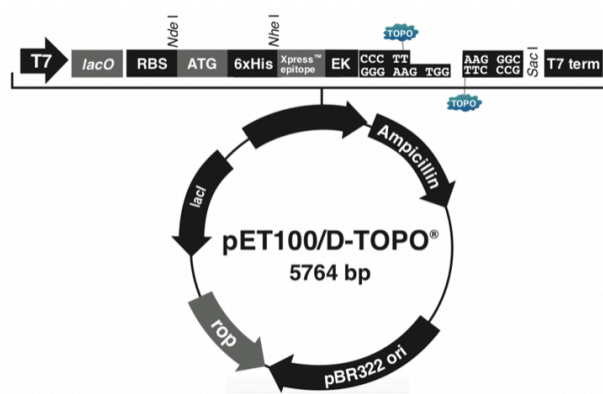 TOPO
Nde I
Nhe I
T7
lacO
RBS
ATG
6xHis
Xpress™
epitope
EK
CCC TT
GGG AAG TGG
AAG GGC
TTC CCG
Sac I
T7 term
TOPO
Ampicillin
lacI
pET100/D-TOPO®
5764 bp
rop
pBR322 ori